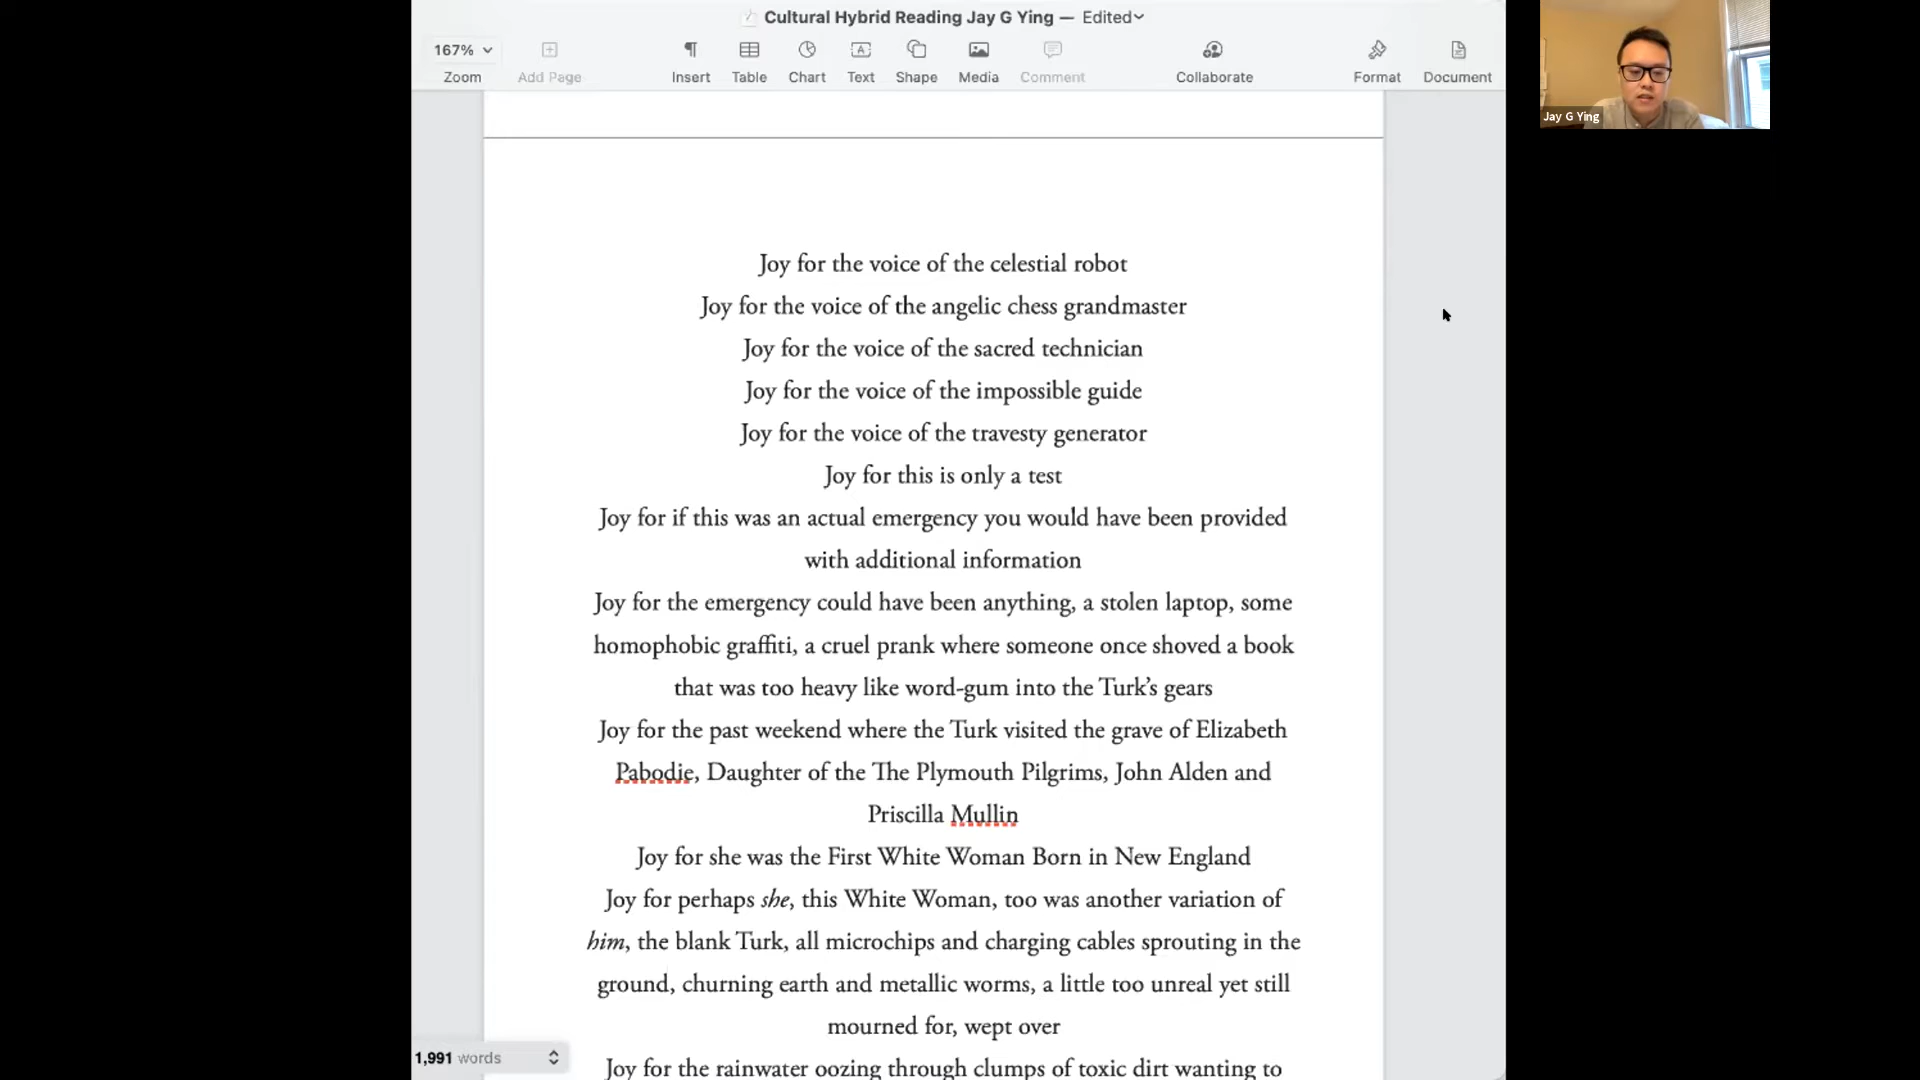 Cultural Hybrid Reading Jay G Ying — Edited
167%
Zoom
Add Page
Insert
Table
Chart
Text
Shape
Media
Comment
Collaborate
Format
Document
Jay G Ying
Joy for the voice of the celestial robot
Joy for the voice of the angelic chess grandmaster
Joy for the voice of the sacred technician
Joy for the voice of the impossible guide
Joy for the voice of the travesty generator
Joy for this is only a test
Joy for if this was an actual emergency you would have been provided
with additional information
Joy for the emergency could have been anything, a stolen laptop, some
homophobic graffiti, a cruel prank where someone once shoved a book
that was too heavy like word-gum into the Turk’s gears
Joy for the past weekend where the Turk visited the grave of Elizabeth
Pabodie, Daughter of the The Plymouth Pilgrims, John Alden and
Priscilla Mullin
Joy for she was the First White Woman Born in New England
Joy for perhaps she, this White Woman, too was another variation of
him, the blank Turk, all microchips and charging cables sprouting in the
ground, churning earth and metallic worms, a little too unreal yet still
mourned for, wept over
Joy for the rainwater oozing through clumps of toxic dirt wanting to
1,991 words